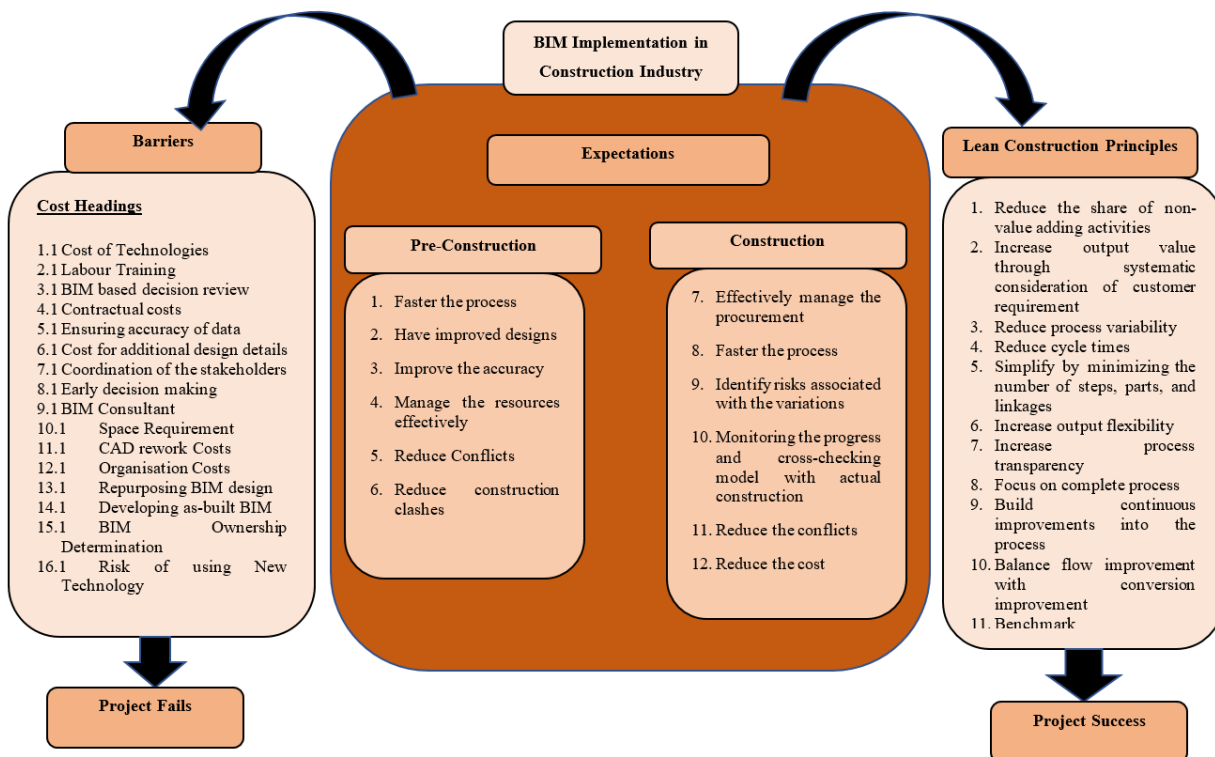 BIM Implementation in
Construction Industry
Barriers
Cost Headings
1.1 Cost of Technologies
2.1 Labour Training
3.1 BIM based decision review
4.1 Contractual costs
5.1 Ensuring accuracy of data
6.1 Cost for additional design details
7.1 Coordination of the stakeholders
8.1 Early decision making
9.1 BIM Consultant
10.1 Space Requirement
11.1 CAD rework Costs
12.1 Organisation Costs
13.1 Repurposing BIM design
14.1 Developing as-built BIM
15.1 BIM Ownership
Determination
16.1 Risk of using New
Technology
Project Fails
Expectations
Pre-Construction
1. Faster the process
2. Have improved designs
3. Improve the accuracy
4. Manage the resources
effectively
5. Reduce Conflicts
6. Reduce construction
clashes
Construction
7. Effectively manage the
procurement
8. Faster the process
9. Identify risks associated
with the variations
10. Monitoring the progress
and cross-checking
model with actual
construction
11. Reduce the conflicts
12. Reduce the cost
Lean Construction Principles
1. Reduce the share of non-
value adding activities
2. Increase output value
through systematic
consideration of customer
requirement
3. Reduce process variability
4. Reduce cycle times
5. Simplify by minimizing the
number of steps, parts, and
linkages
6. Increase output flexibility
7. Increase process
transparency
8. Focus on complete process
9. Build continuous
improvements into the
process
10. Balance flow improvement
with conversion
improvement
11. Benchmark
Project Success